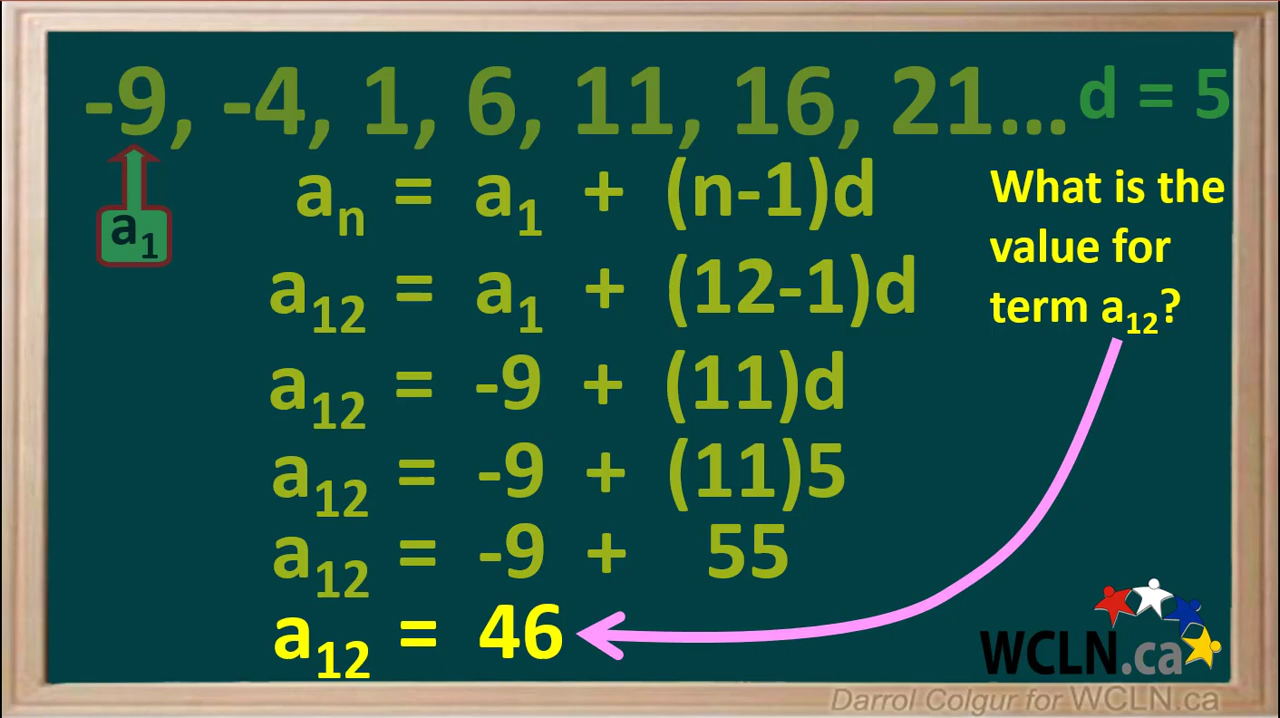 -9, -4, 1, 6, 11, 16, 21... d = 5
a₁
aₙ = a₁ + (n-1)d
a₁₂ = a₁ + (12-1)d
a₁₂ = -9 + (11)d
a₁₂ = -9 + (11)5
a₁₂ = -9 + 55
a₁₂ = 46
What is the
value for
term a₁₂?
WCLN.ca
Darrol Colgur for WCLN.ca